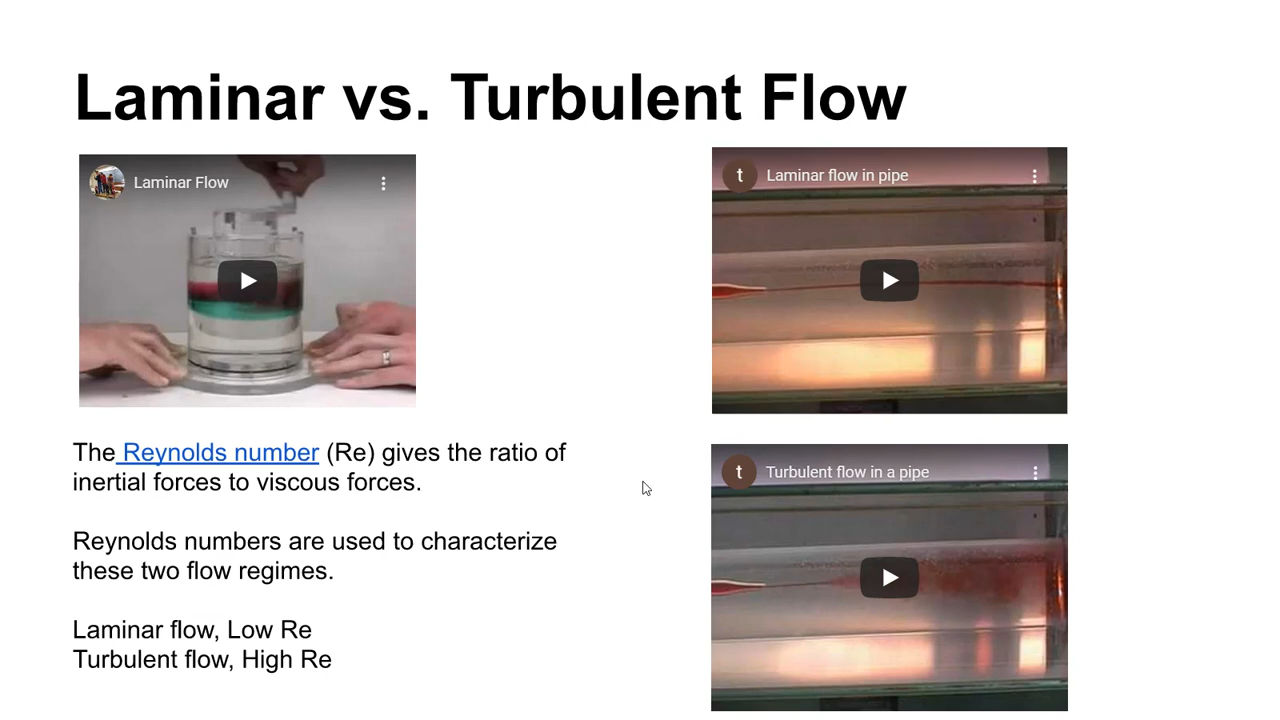 Laminar vs. Turbulent Flow
Laminar Flow
The Reynolds number (Re) gives the ratio of
inertial forces to viscous forces.
Reynolds numbers are used to characterize
these two flow regimes.
Laminar flow, Low Re
Turbulent flow, High Re
t Laminar flow in pipe
t Turbulent flow in a pipe